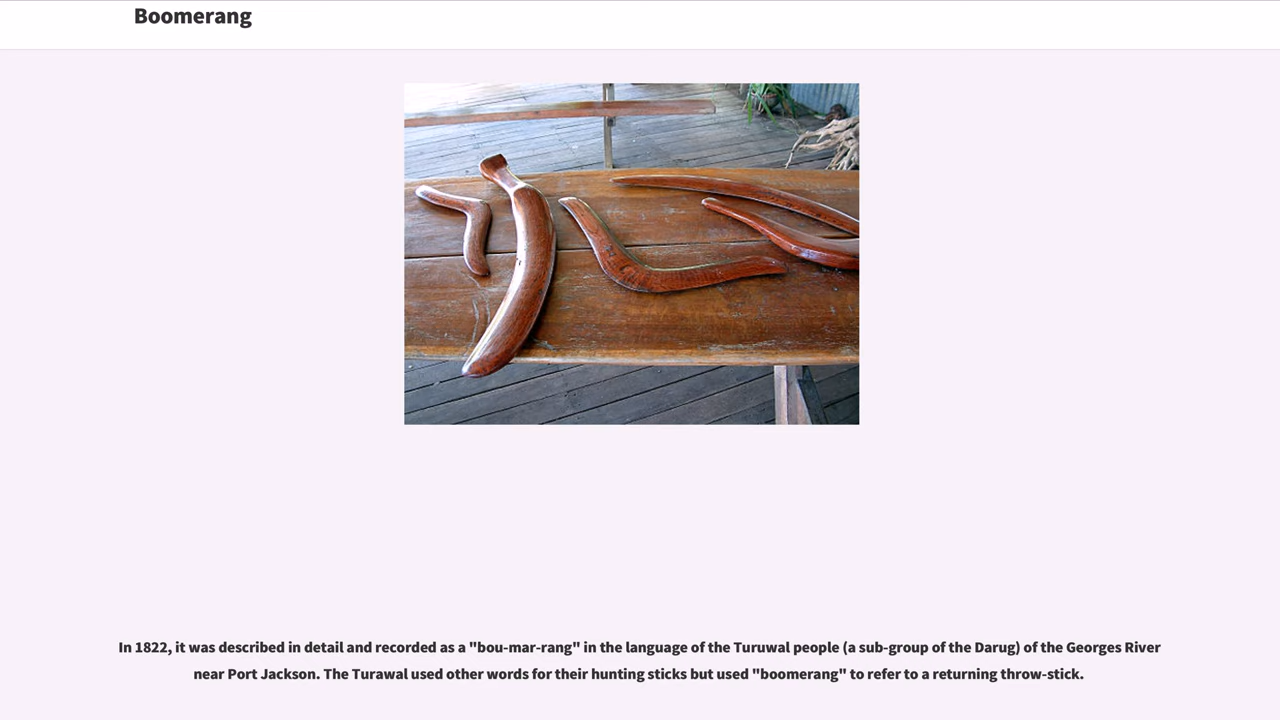 Boomerang
In 1822, it was described in detail and recorded as a "bou-mar-rang" in the language of the Turuwal people (a sub-group of the Darug) of the Georges River
near Port Jackson. The Turawal used other words for their hunting sticks but used "boomerang" to refer to a returning throw-stick.